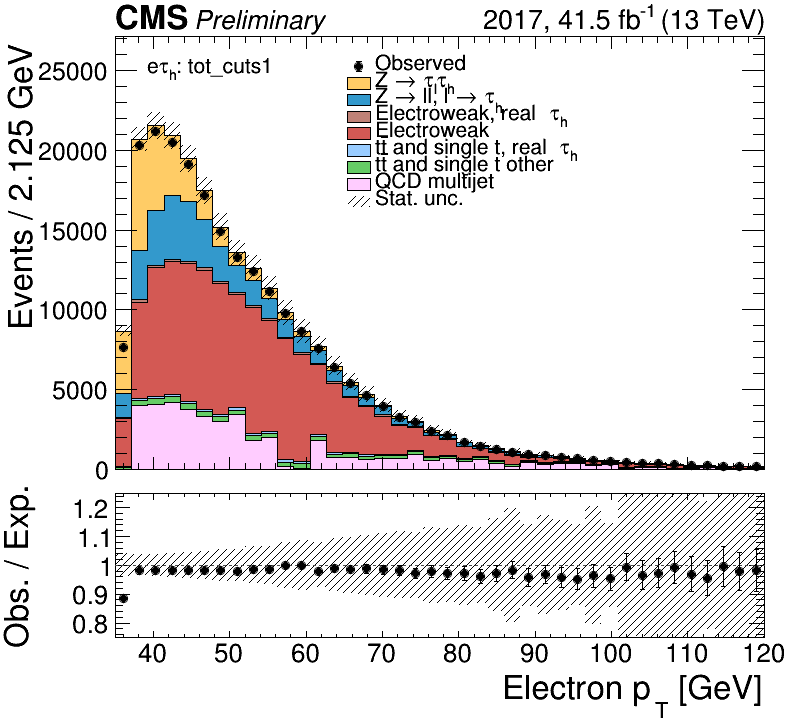 CMS Preliminary 2017, 41.5 fb⁻¹ (13 TeV)
Events / 2.125 GeV
25000
20000
15000
10000
5000
0
eτh: tot_cuts1
Observed
Z → τlτh
Z → ll, l → τh
Electroweak, real τh
Electroweak
tt̄ and single t, real τh
tt̄ and single t other
QCD multijet
Stat. unc.
Obs. / Exp.
1.2
1.1
1
0.9
0.8
40 50 60 70 80 90 100 110 120
Electron pT [GeV]